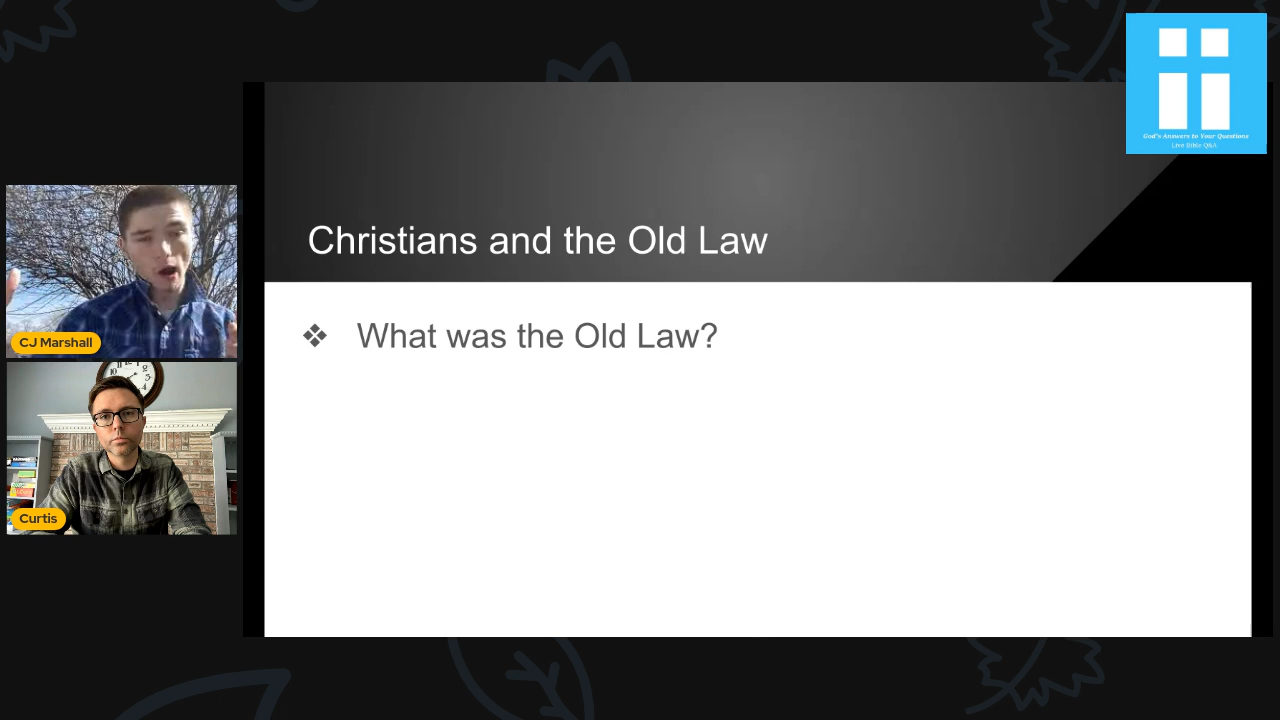 God's Answers to Your Questions
Live Bible Q&A
Christians and the Old Law
What was the Old Law?
CJ Marshall
Curtis